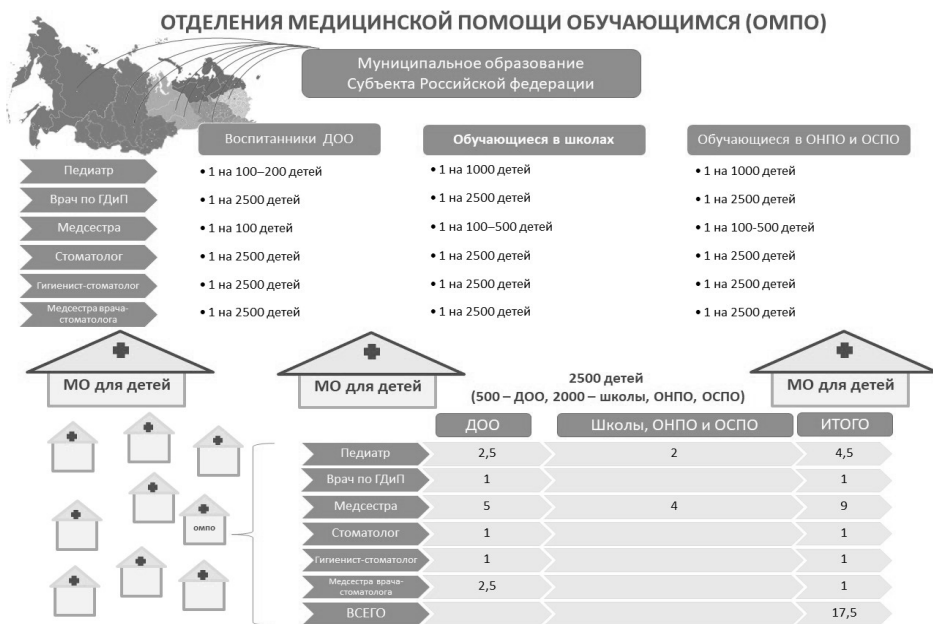 ОТДЕЛЕНИЯ МЕДИЦИНСКОЙ ПОМОЩИ ОБУЧАЮЩИМСЯ (ОМПО)
Муниципальное образование
Субъекта Российской федерации
Воспитанники ДОО Обучающиеся в школах Обучающиеся в ОНПО и ОСПО
Педиатр • 1 на 100–200 детей • 1 на 1000 детей • 1 на 1000 детей
Врач по ГДиП • 1 на 2500 детей • 1 на 2500 детей • 1 на 2500 детей
Медсестра • 1 на 100 детей • 1 на 100–500 детей • 1 на 100-500 детей
Стоматолог • 1 на 2500 детей • 1 на 2500 детей • 1 на 2500 детей
Гигиенист-стоматолог • 1 на 2500 детей • 1 на 2500 детей • 1 на 2500 детей
Медсестра врача-
стоматолога • 1 на 2500 детей • 1 на 2500 детей • 1 на 2500 детей
МО для детей МО для детей МО для детей
2500 детей
(500 – ДОО, 2000 – школы, ОНПО, ОСПО)
ДОО Школы, ОНПО и ОСПО ИТОГО
Педиатр 2,5 2 4,5
Врач по ГДиП 1 1
Медсестра 5 4 9
омпо
Стоматолог 1 1
Гигиенист-стоматолог 1 1
Медсестра врача-
стоматолога 2,5 1
ВСЕГО 17,5